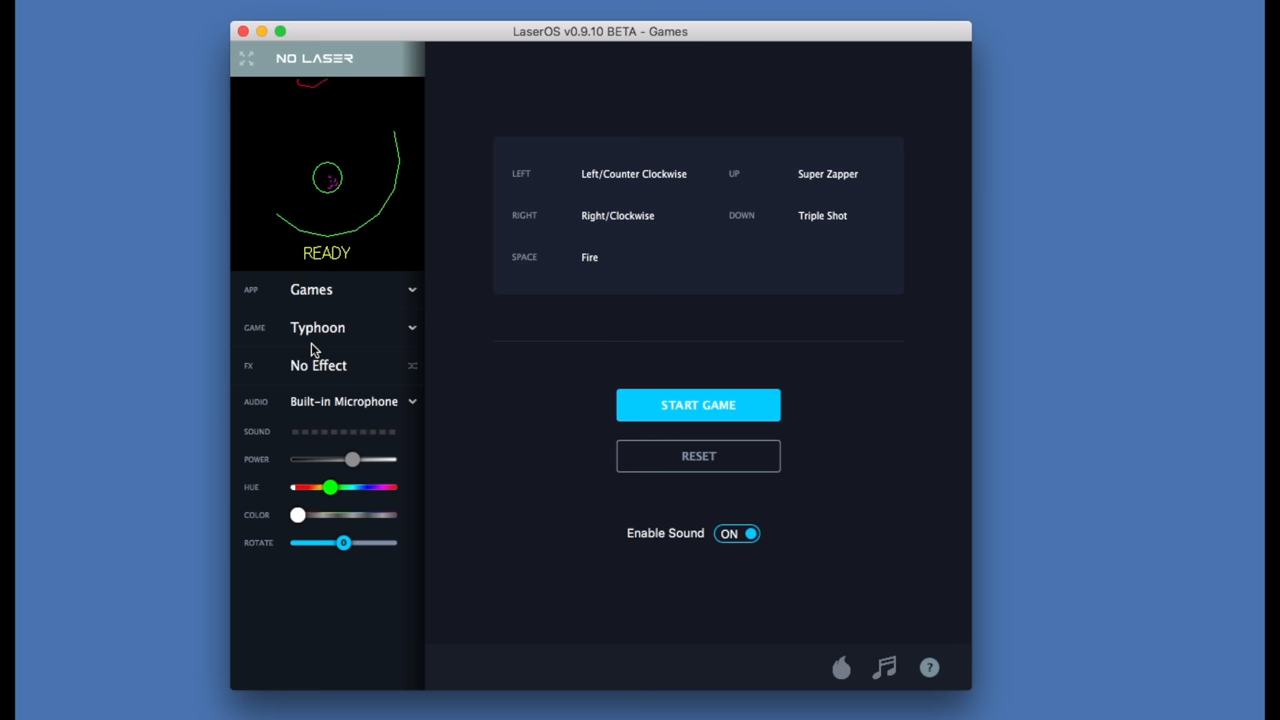 LaserOS v0.9.10 BETA - Games
NO LASER
READY
APP Games
GAME Typhoon
FX No Effect
AUDIO Built-in Microphone
SOUND
POWER
HUE
COLOR
ROTATE 0
LEFT Left/Counter Clockwise UP Super Zapper
RIGHT Right/Clockwise DOWN Triple Shot
SPACE Fire
START GAME
RESET
Enable Sound ON
?